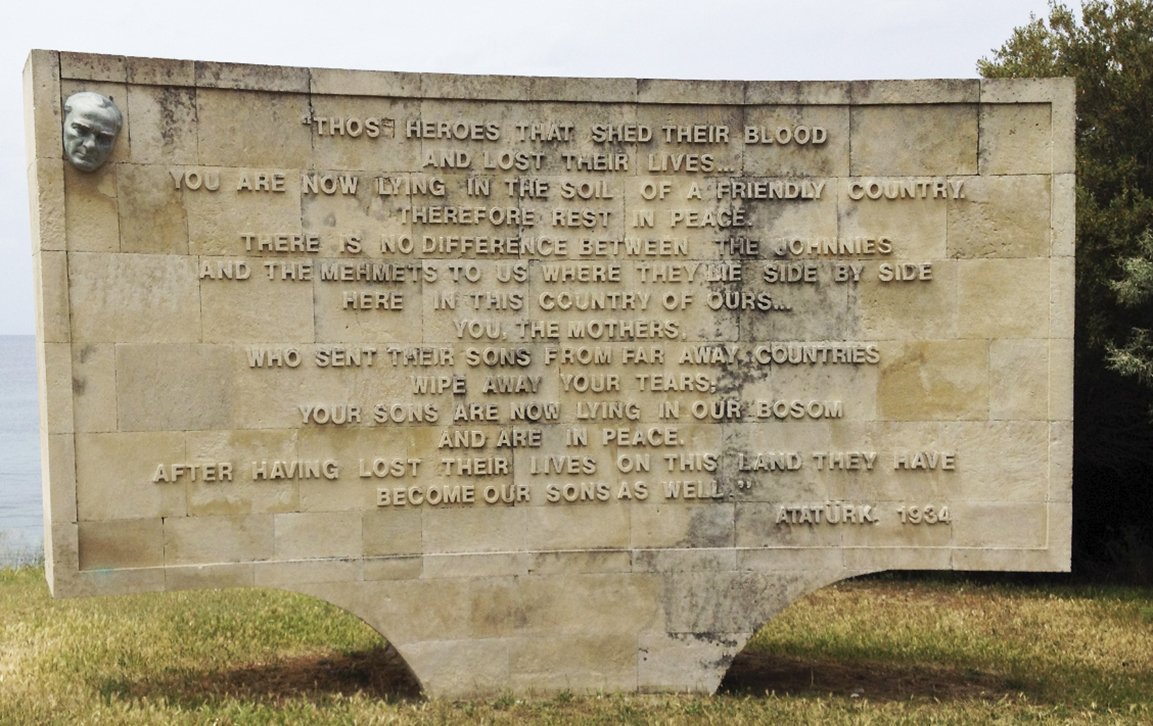 "THOSE HEROES THAT SHED THEIR BLOOD
AND LOST THEIR LIVES...
YOU ARE NOW LYING IN THE SOIL OF A FRIENDLY COUNTRY.
THEREFORE REST IN PEACE.
THERE IS NO DIFFERENCE BETWEEN THE JOHNNIES
AND THE MEHMETS TO US WHERE THEY LIE SIDE BY SIDE
HERE IN THIS COUNTRY OF OURS...
YOU, THE MOTHERS,
WHO SENT THEIR SONS FROM FAR AWAY COUNTRIES
WIPE AWAY YOUR TEARS;
YOUR SONS ARE NOW LYING IN OUR BOSOM
AND ARE IN PEACE.
AFTER HAVING LOST THEIR LIVES ON THIS LAND THEY HAVE
BECOME OUR SONS AS WELL."
ATATÜRK. 1934